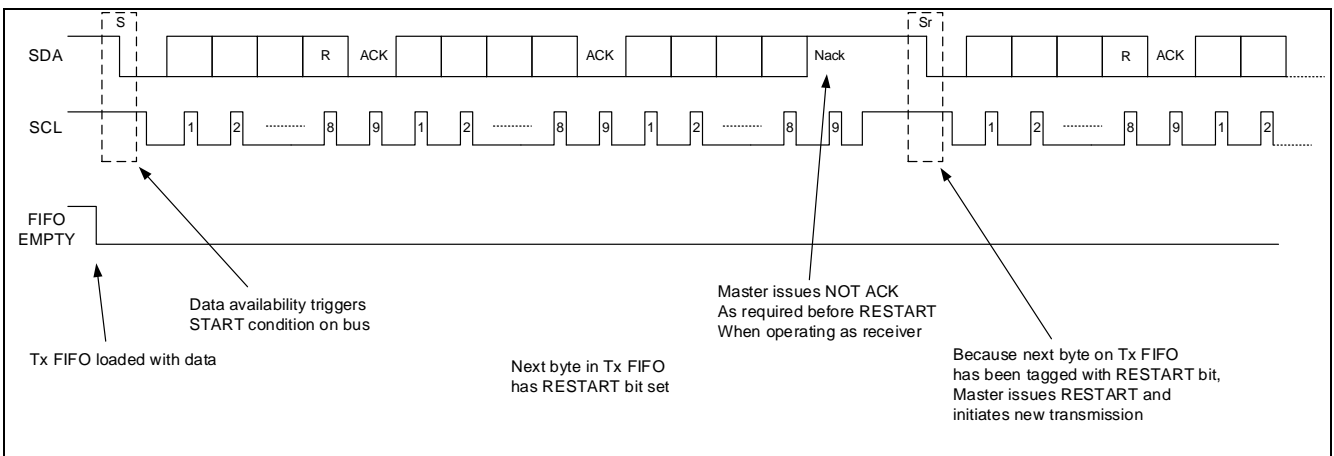 S Sr
SDA R ACK ACK Nack R ACK
SCL 1 2 8 9 1 2 8 9 1 2 8 9 1 2 8 9 1 2
FIFO
EMPTY
Data availability triggers
START condition on bus
Tx FIFO loaded with data
Next byte in Tx FIFO
has RESTART bit set
Master issues NOT ACK
As required before RESTART
When operating as receiver
Because next byte on Tx FIFO
has been tagged with RESTART bit,
Master issues RESTART and
initiates new transmission